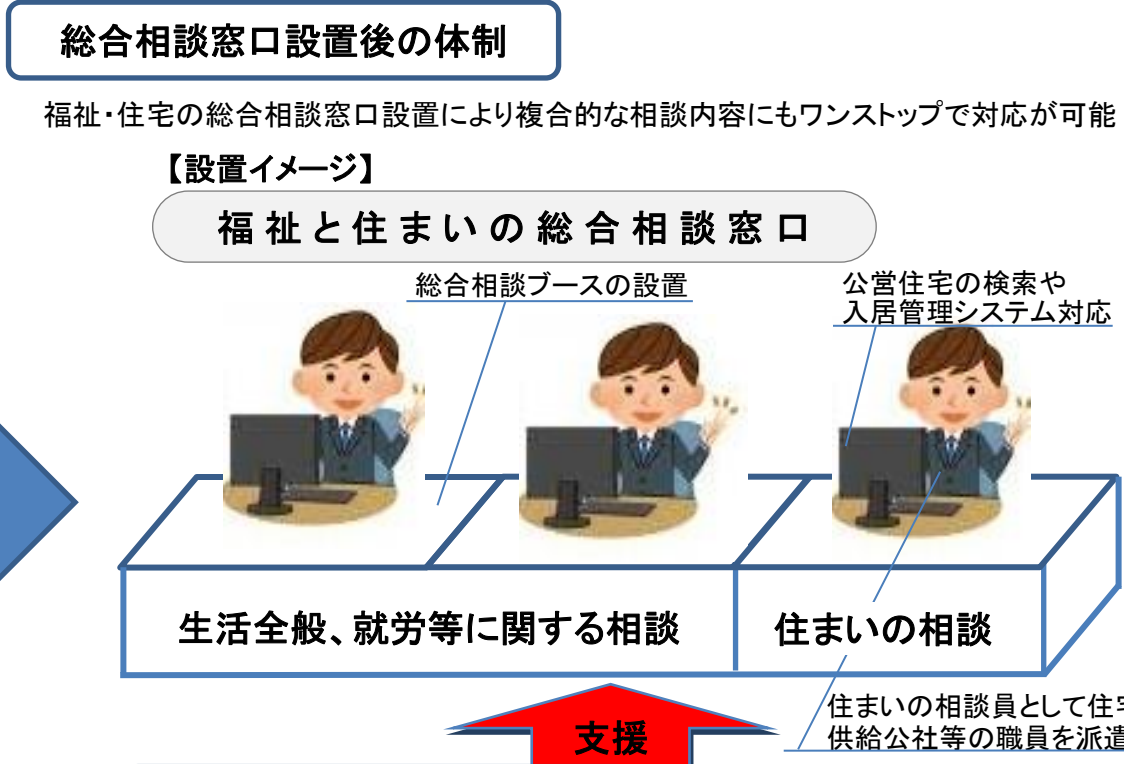 総合相談窓口設置後の体制
福祉・住宅の総合相談窓口設置により複合的な相談内容にもワンストップで対応が可能
【設置イメージ】
福祉と住まいの総合相談窓口
総合相談ブースの設置
公営住宅の検索や
入居管理システム対応
生活全般、就労等に関する相談
住まいの相談
住まいの相談員として住宅
供給公社等の職員を派遣
支援